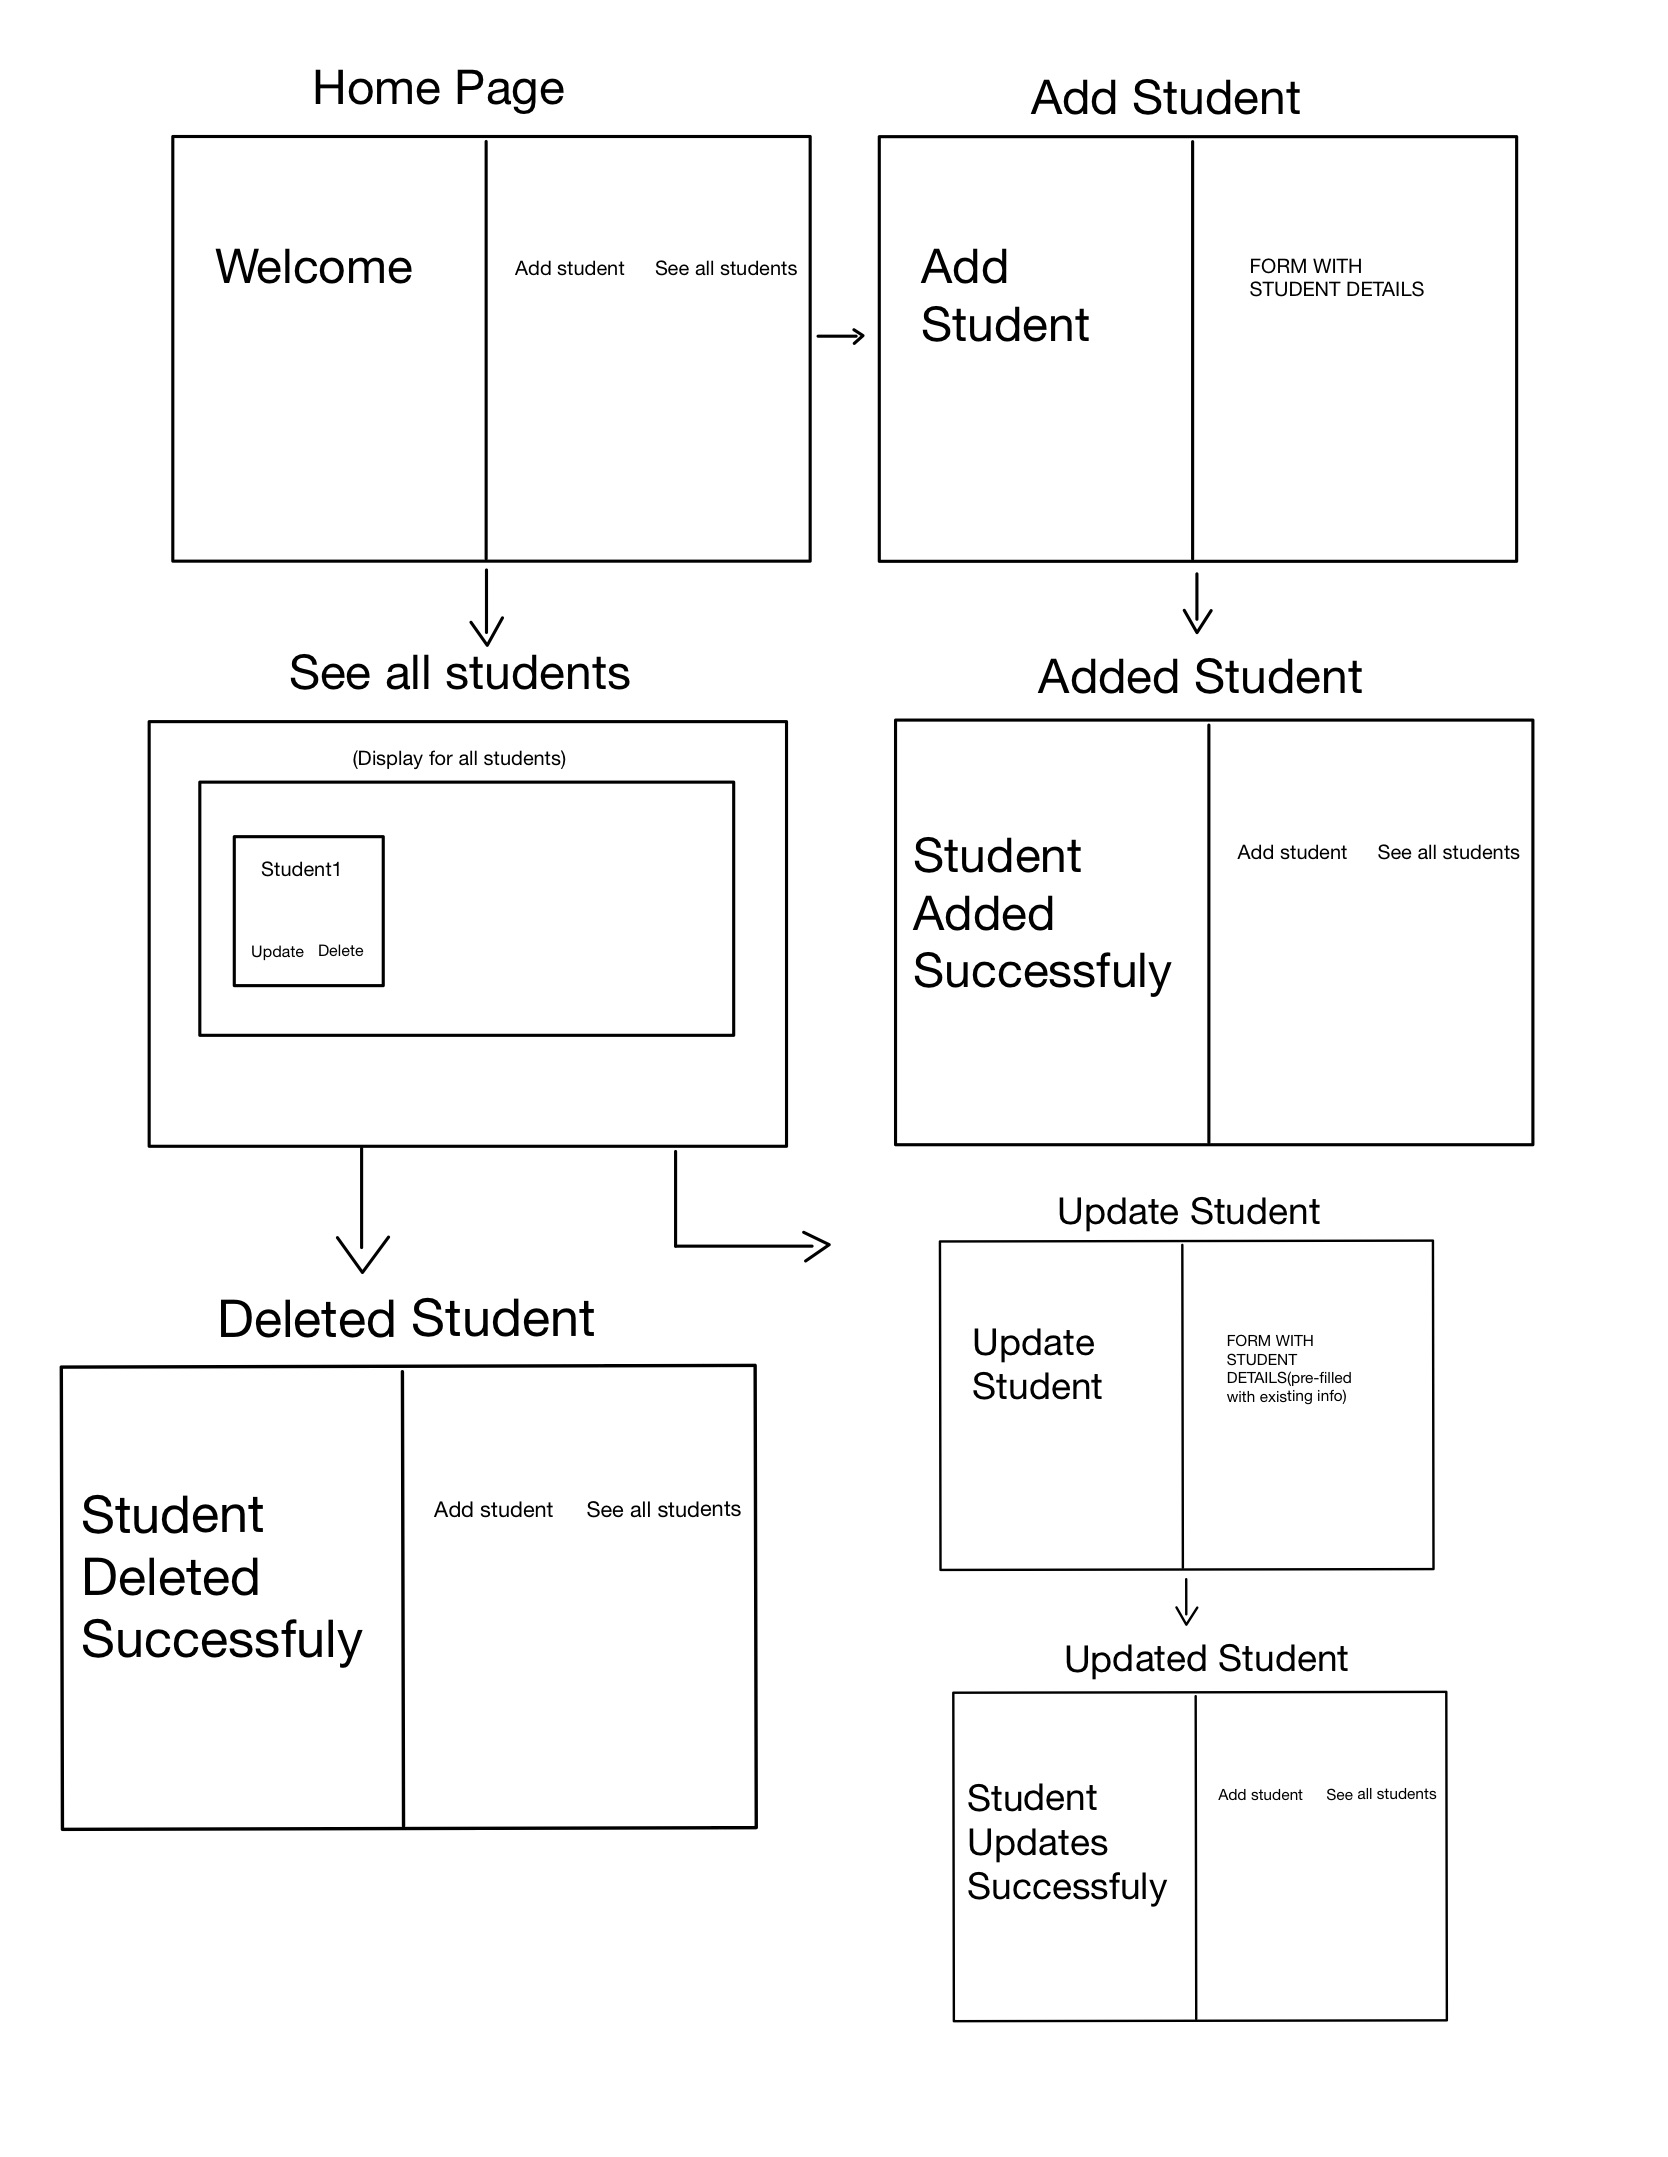 Home Page
Welcome
Add student
See all students
Add Student
Add
Student
FORM WITH
STUDENT DETAILS
See all students
(Display for all students)
Student1
Update
Delete
Added Student
Student
Added
Successfuly
Add student
See all students
Deleted Student
Student
Deleted
Successfuly
Add student
See all students
Update Student
Update
Student
FORM WITH
STUDENT
DETAILS(pre-filled
with existing info)
Updated Student
Student
Updates
Successfuly
Add student
See all students